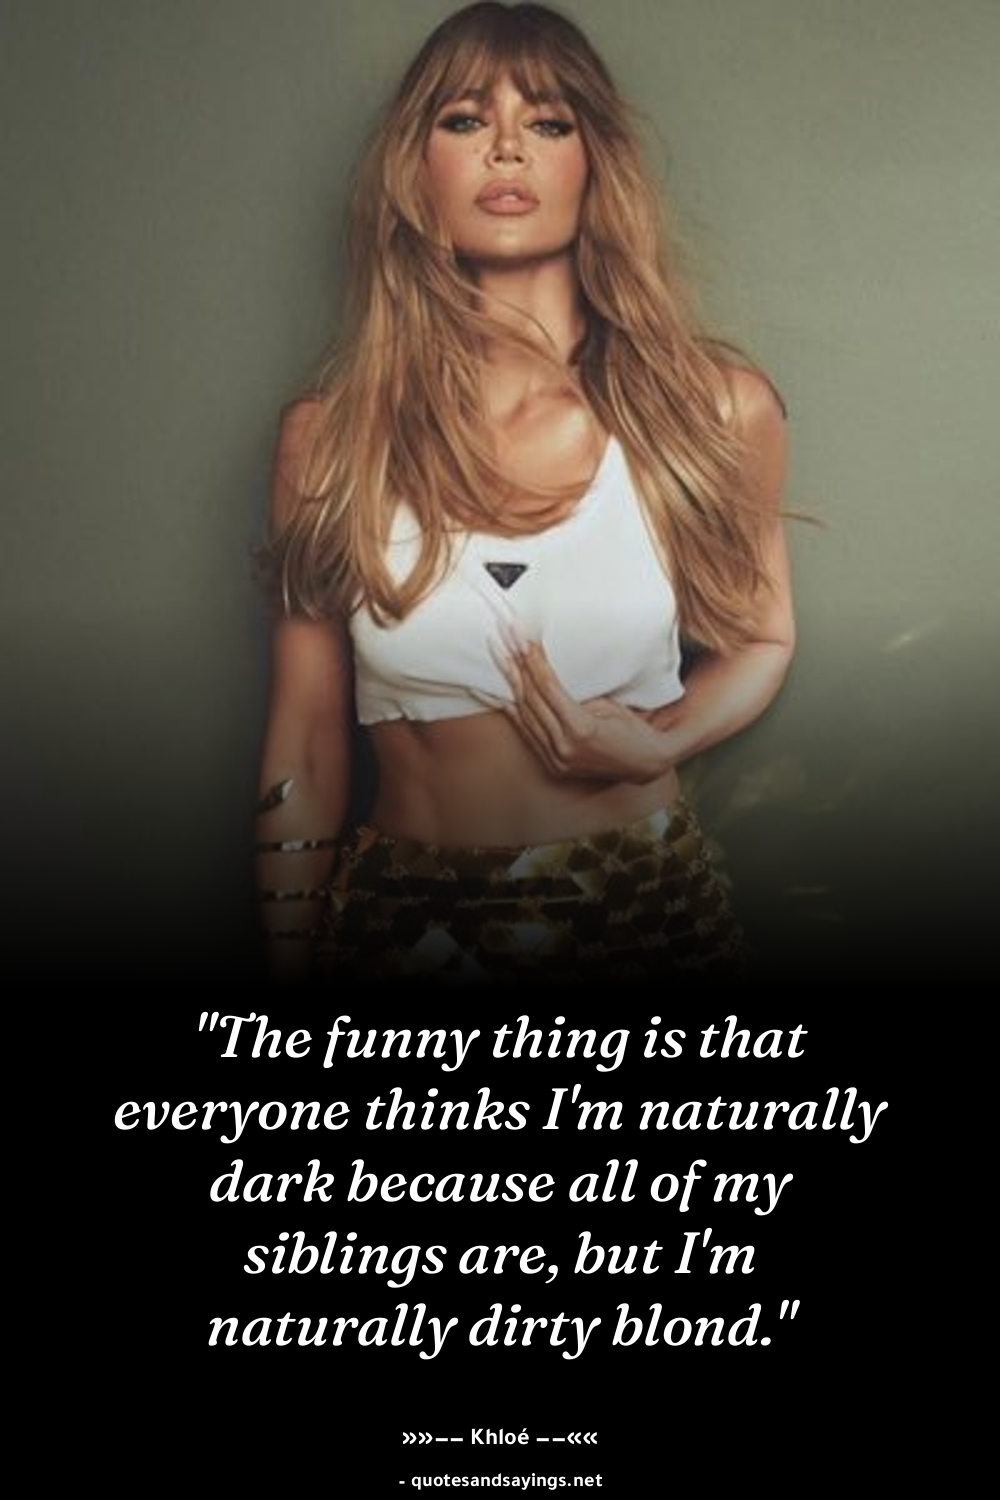 "The funny thing is that
everyone thinks I'm naturally
dark because all of my
siblings are, but I'm
naturally dirty blond."
»»–– Khloé ––««
- quotesandsayings.net